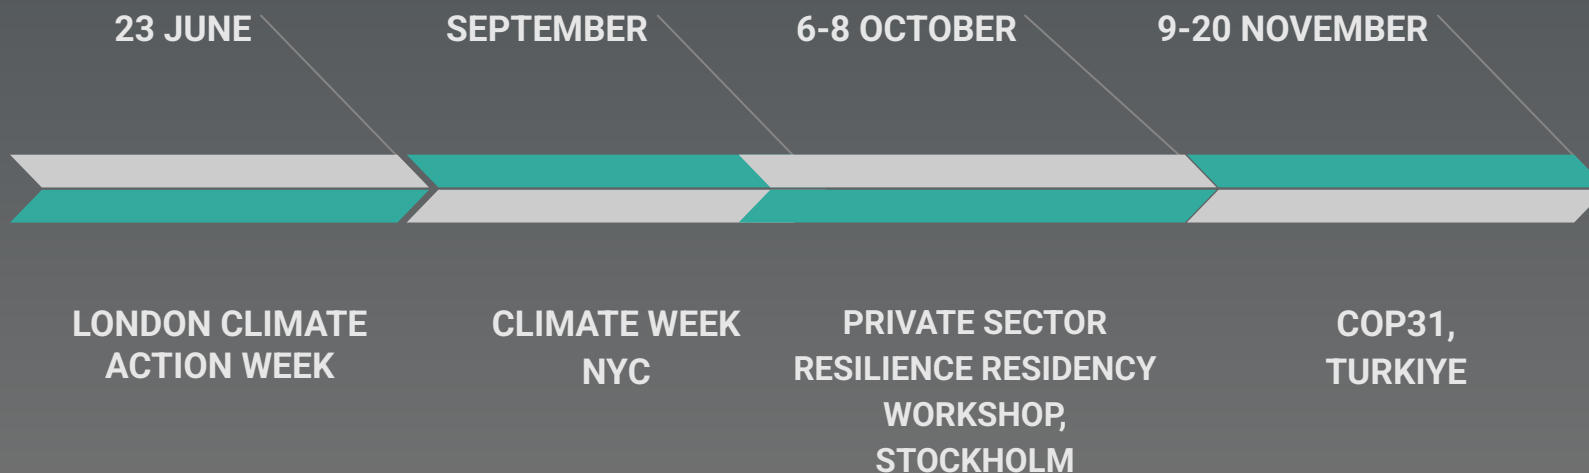 23 JUNE
SEPTEMBER
6-8 OCTOBER
9-20 NOVEMBER
LONDON CLIMATE
ACTION WEEK
CLIMATE WEEK
NYC
PRIVATE SECTOR
RESILIENCE RESIDENCY
WORKSHOP,
STOCKHOLM
COP31,
TURKIYE